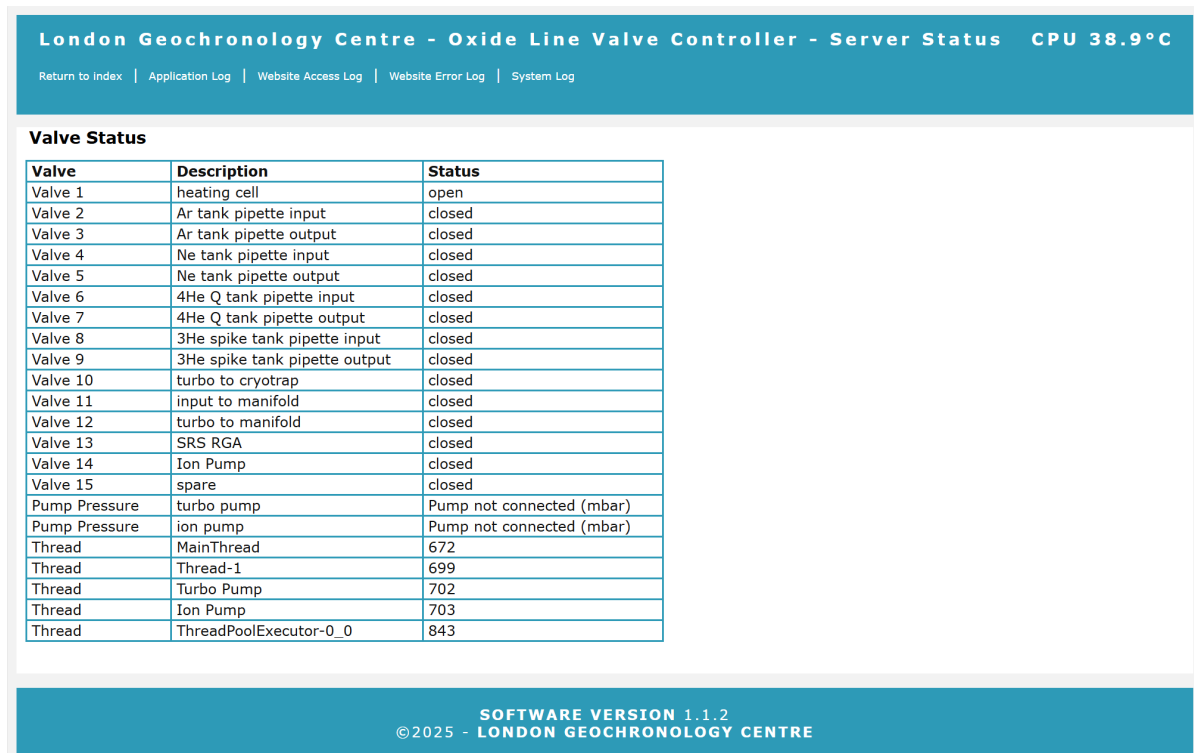 London Geochronology Centre – Oxide Line Valve Controller – Server Status CPU 38.9°C
Return to index | Application Log | Website Access Log | Website Error Log | System Log
Valve Status
Valve Description Status
Valve 1 heating cell open
Valve 2 Ar tank pipette input closed
Valve 3 Ar tank pipette output closed
Valve 4 Ne tank pipette input closed
Valve 5 Ne tank pipette output closed
Valve 6 4He Q tank pipette input closed
Valve 7 4He Q tank pipette output closed
Valve 8 3He spike tank pipette input closed
Valve 9 3He spike tank pipette output closed
Valve 10 turbo to cryotrap closed
Valve 11 input to manifold closed
Valve 12 turbo to manifold closed
Valve 13 SRS RGA closed
Valve 14 Ion Pump closed
Valve 15 spare closed
Pump Pressure turbo pump Pump not connected (mbar)
Pump Pressure ion pump Pump not connected (mbar)
Thread MainThread 672
Thread Thread-1 699
Thread Turbo Pump 702
Thread Ion Pump 703
Thread ThreadPoolExecutor-0_0 843
SOFTWARE VERSION 1.1.2
©2025 - LONDON GEOCHRONOLOGY CENTRE